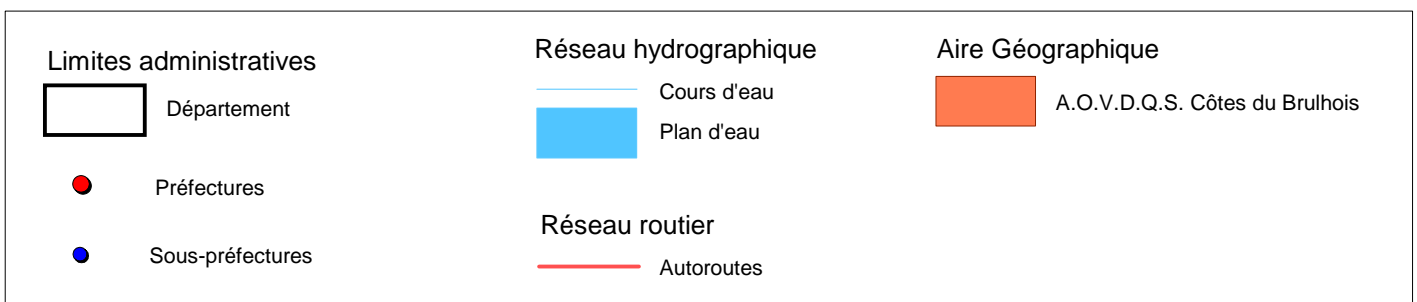 Limites administratives
Département
Préfectures
Sous-préfectures
Réseau hydrographique
Cours d'eau
Plan d'eau
Réseau routier
Autoroutes
Aire Géographique
A.O.V.D.Q.S. Côtes du Brulhois